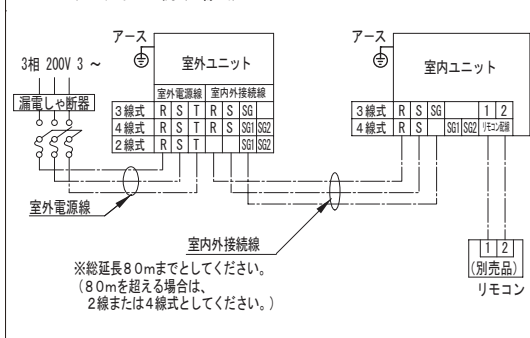 アース
3相 200V 3 ~
室外ユニット
漏電しゃ断器
室外電源線 室内外接続線
3線式 R S T R S SG
4線式 R S T R S SG1 SG2
2線式 R S T SG1 SG2
室外電源線
室内外接続線
※総延長80mまでとしてください。
(80mを超える場合は、
2線または4線式としてください。)
アース
室内ユニット
3線式 R S SG 1 2
4線式 R S SG1 SG2 リモコン配線
1 2
(別売品)
リモコン